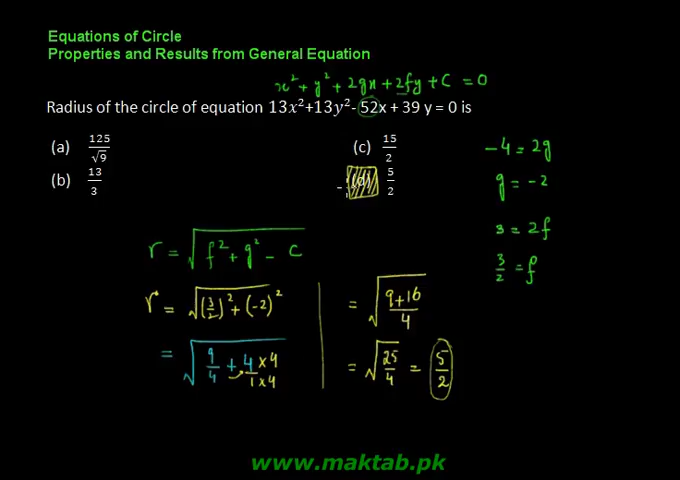 Equations of Circle
Properties and Results from General Equation
x² + y² + 2gx + 2fy + C = 0
Radius of the circle of equation 13x²+13y²- 52x + 39 y = 0 is
(a) 125/√9
(c) 15/2
(b) 13/3
(d) 5/2
-4 = 2g
g = -2
3 = 2f
3/2 = f
r = √(f² + g² - c)
r = √((3/2)² + (-2)²)
= √(9/4 + 4×4/1×4)
= √((9+16)/4)
= √(25/4) = 5/2
www.maktab.pk